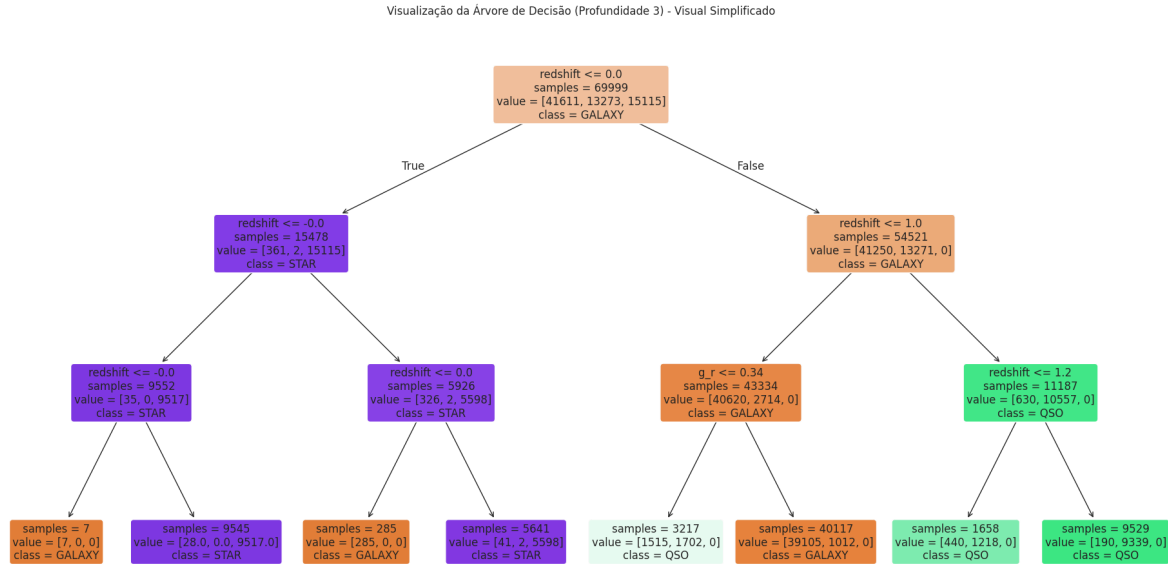 Visualização da Árvore de Decisão (Profundidade 3) - Visual Simplificado
redshift <= 0.0
samples = 69999
value = [41611, 13273, 15115]
class = GALAXY
True
False
redshift <= -0.0
samples = 15478
value = [361, 2, 15115]
class = STAR
redshift <= 1.0
samples = 54521
value = [41250, 13271, 0]
class = GALAXY
redshift <= -0.0
samples = 9552
value = [35, 0, 9517]
class = STAR
redshift <= 0.0
samples = 5926
value = [326, 2, 5598]
class = STAR
g_r <= 0.34
samples = 43334
value = [40620, 2714, 0]
class = GALAXY
redshift <= 1.2
samples = 11187
value = [630, 10557, 0]
class = QSO
samples = 7
value = [7, 0, 0]
class = GALAXY
samples = 9545
value = [28.0, 0.0, 9517.0]
class = STAR
samples = 285
value = [285, 0, 0]
class = GALAXY
samples = 5641
value = [41, 2, 5598]
class = STAR
samples = 3217
value = [1515, 1702, 0]
class = QSO
samples = 40117
value = [39105, 1012, 0]
class = GALAXY
samples = 1658
value = [440, 1218, 0]
class = QSO
samples = 9529
value = [190, 9339, 0]
class = QSO